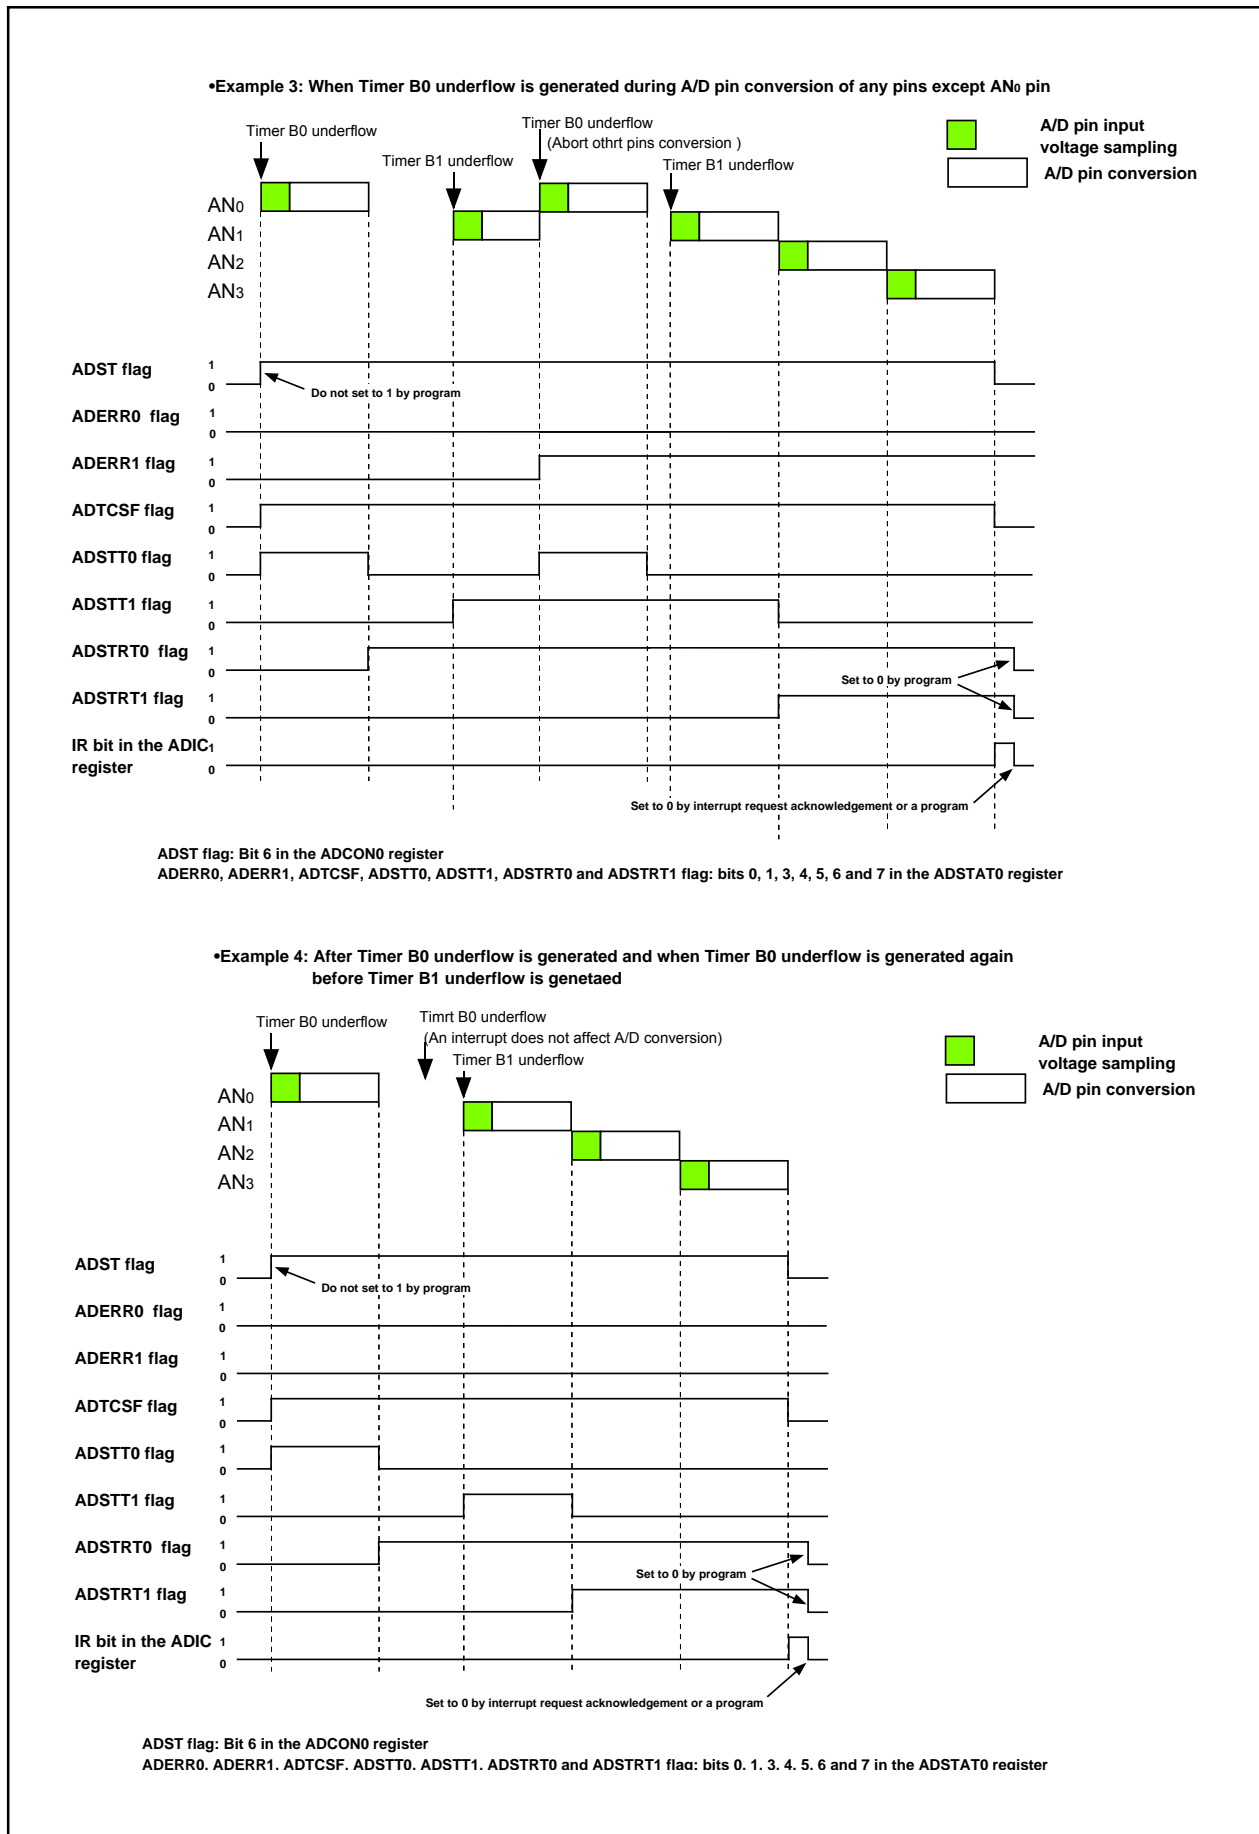 •Example 3: When Timer B0 underflow is generated during A/D pin conversion of any pins except AN0 pin
Timer B0 underflow
Timer B0 underflow
(Abort othrt pins conversion )
Timer B1 underflow
Timer B1 underflow
A/D pin input
voltage sampling
A/D pin conversion
AN0
AN1
AN2
AN3
ADST flag 1
0
Do not set to 1 by program
ADERR0 flag 1
0
ADERR1 flag 1
0
ADTCSF flag 1
0
ADSTT0 flag 1
0
ADSTT1 flag 1
0
ADSTRT0 flag 1
0
Set to 0 by program
ADSTRT1 flag 1
0
IR bit in the ADIC 1
register 0
Set to 0 by interrupt request acknowledgement or a program
ADST flag: Bit 6 in the ADCON0 register
ADERR0, ADERR1, ADTCSF, ADSTT0, ADSTT1, ADSTRT0 and ADSTRT1 flag: bits 0, 1, 3, 4, 5, 6 and 7 in the ADSTAT0 register
•Example 4: After Timer B0 underflow is generated and when Timer B0 underflow is generated again
before Timer B1 underflow is genetaed
Timer B0 underflow
Timrt B0 underflow
(An interrupt does not affect A/D conversion)
Timer B1 underflow
A/D pin input
voltage sampling
A/D pin conversion
AN0
AN1
AN2
AN3
ADST flag 1
0
Do not set to 1 by program
ADERR0 flag 1
0
ADERR1 flag 1
0
ADTCSF flag 1
0
ADSTT0 flag 1
0
ADSTT1 flag 1
0
ADSTRT0 flag 1
0
Set to 0 by program
ADSTRT1 flag 1
0
IR bit in the ADIC 1
register 0
Set to 0 by interrupt request acknowledgement or a program
ADST flag: Bit 6 in the ADCON0 register
ADERR0, ADERR1, ADTCSF, ADSTT0, ADSTT1, ADSTRT0 and ADSTRT1 flag: bits 0, 1, 3, 4, 5, 6 and 7 in the ADSTAT0 register